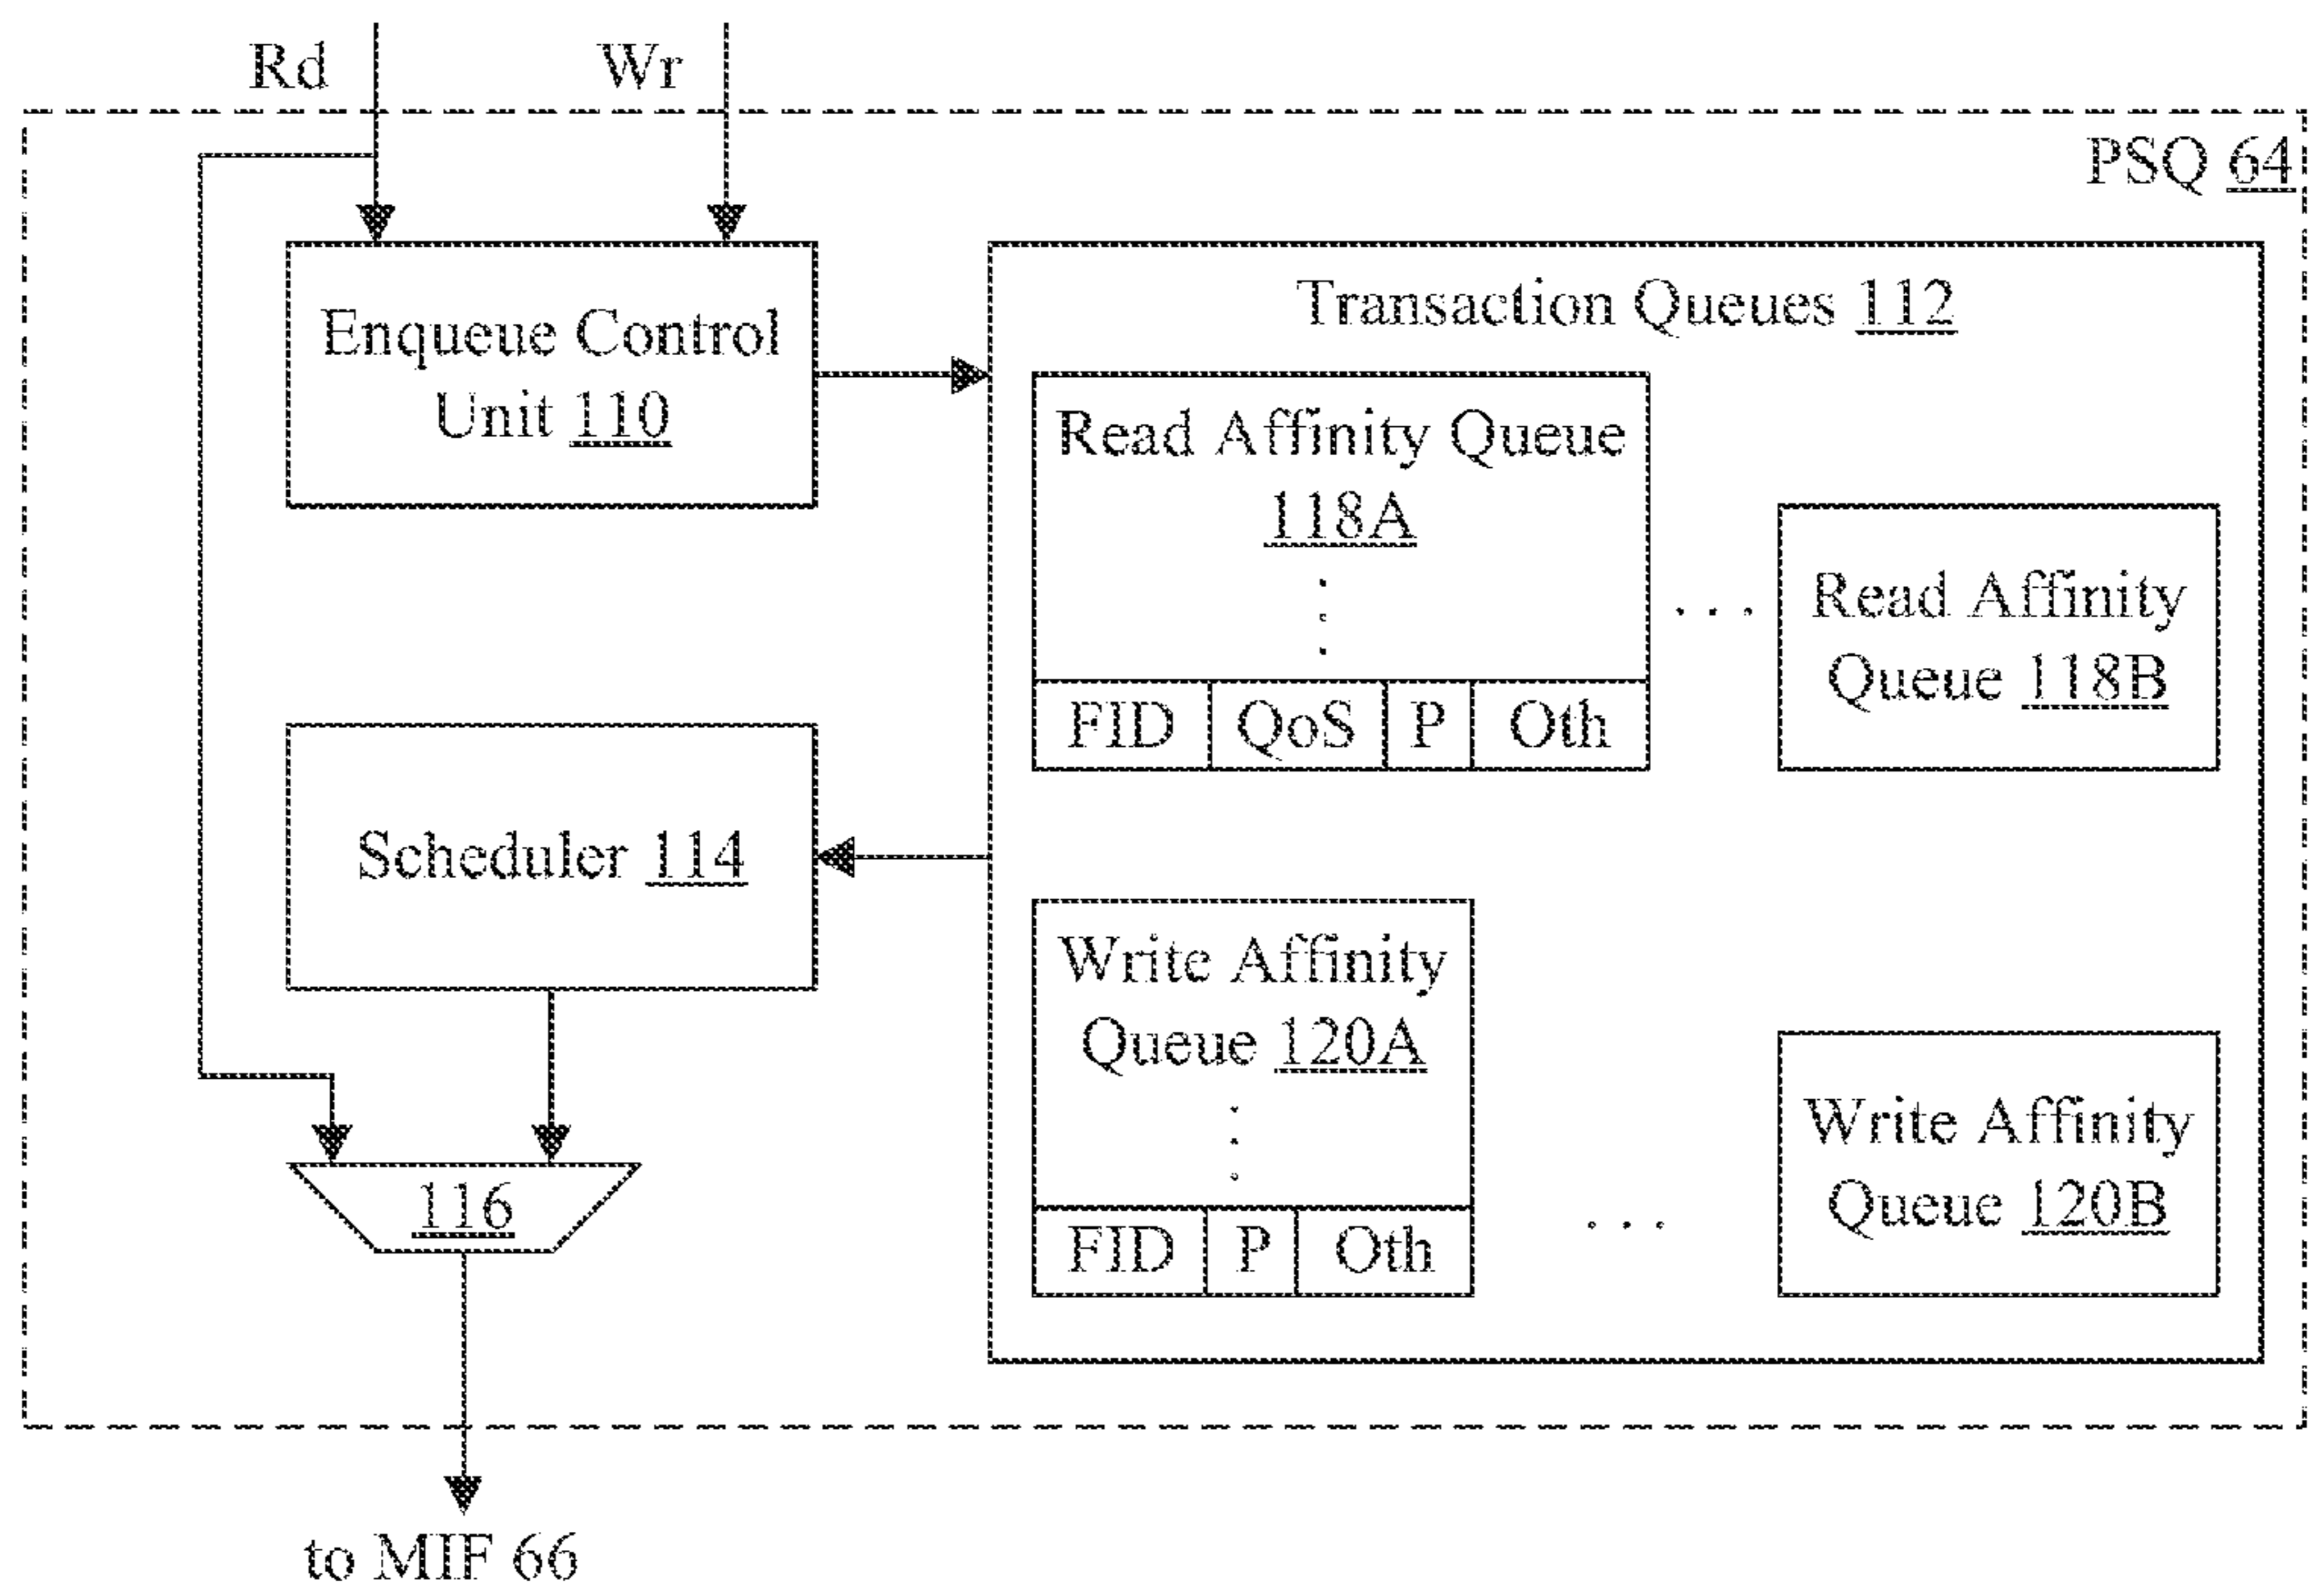 Rd
Wr
PSQ 64
Enqueue Control
Unit 110
Transaction Queues 112
Read Affinity Queue
118A
FID QoS P Oth
Read Affinity
Queue 118B
Scheduler 114
Write Affinity
Queue 120A
FID P Oth
Write Affinity
Queue 120B
116
to MIF 66